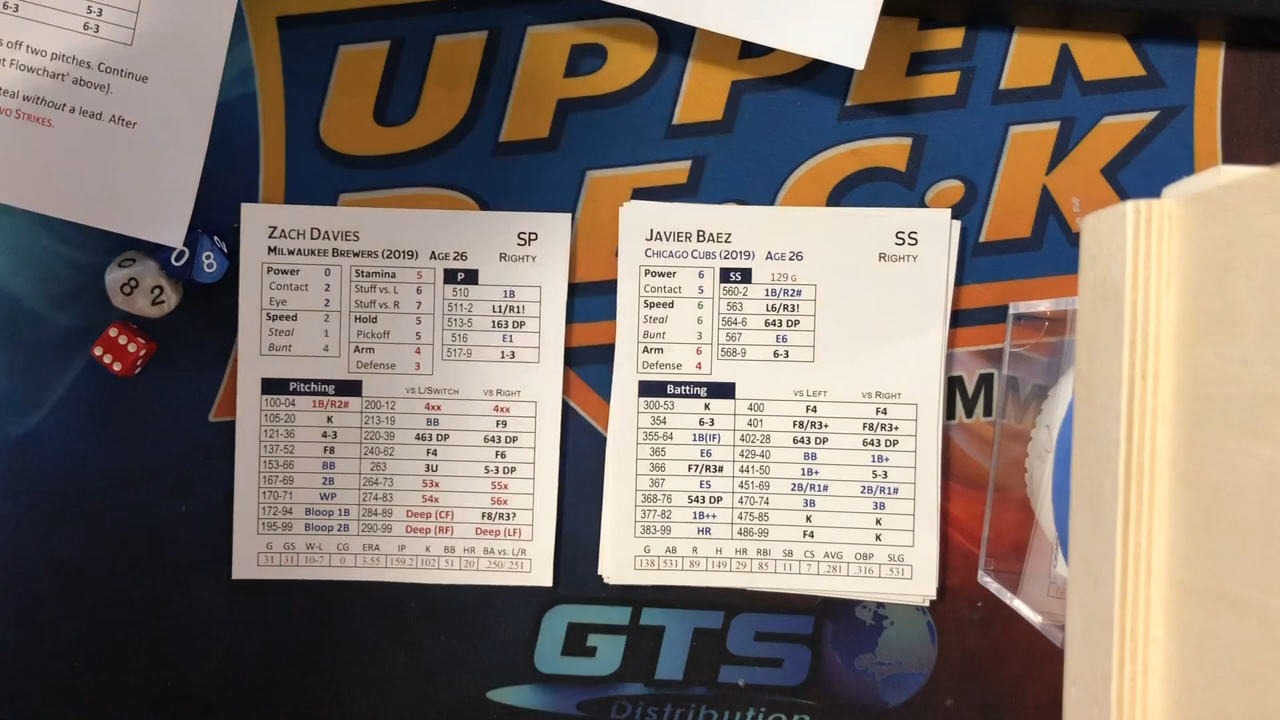 6-3 5-3
6-3
s off two pitches. Continue
t Flowchart' above).
teal without a lead. After
WO STRIKES.
UPPER
DECK
0 8 2
0 8 2
ZACH DAVIES SP
MILWAUKEE BREWERS (2019) AGE 26 RIGHTY
Power 0 Stamina 5 P
Contact 2 Stuff vs. L 6 510 1B
Eye 2 Stuff vs. R 7 511-2 L1/R1!
Speed 2 Hold 5 513-5 163 DP
Steal 1 Pickoff 5 516 E1
Bunt 4 Arm 4 517-9 1-3
Defense 3
Pitching VS L/SWITCH VS RIGHT
100-04 1B/R2# 200-12 4xx 4xx
105-20 K 213-19 BB F9
121-36 4-3 220-39 463 DP 643 DP
137-52 F8 240-62 F4 F6
153-66 BB 263 3U 5-3 DP
167-69 2B 264-73 53x 55x
170-71 WP 274-83 54x 56x
172-94 Bloop 1B 284-89 Deep (CF) F8/R3?
195-99 Bloop 2B 290-99 Deep (RF) Deep (LF)
G GS W-L CG ERA IP K BB HR BA vs. L/R
31 31 10-7 0 3.55 159.2 102 51 20 .250/.251
JAVIER BAEZ SS
CHICAGO CUBS (2019) AGE 26 RIGHTY
Power 6 SS 129 G
Contact 5 560-2 1B/R2#
Speed 6 563 L6/R3!
Steal 6 564-6 643 DP
Bunt 3 567 E6
Arm 6 568-9 6-3
Defense 4
Batting VS LEFT VS RIGHT
300-53 K 400 F4 F4
354 6-3 401 F8/R3+ F8/R3+
355-64 1B(IF) 402-28 643 DP 643 DP
365 E6 429-40 BB 1B+
366 F7/R3# 441-50 1B+ 5-3
367 E5 451-69 2B/R1# 2B/R1#
368-76 543 DP 470-74 3B 3B
377-82 1B++ 475-85 K K
383-99 HR 486-99 F4 K
G AB R H HR RBI SB CS AVG OBP SLG
138 531 89 149 29 85 11 7 .281 .316 .531
GTS
Distribution